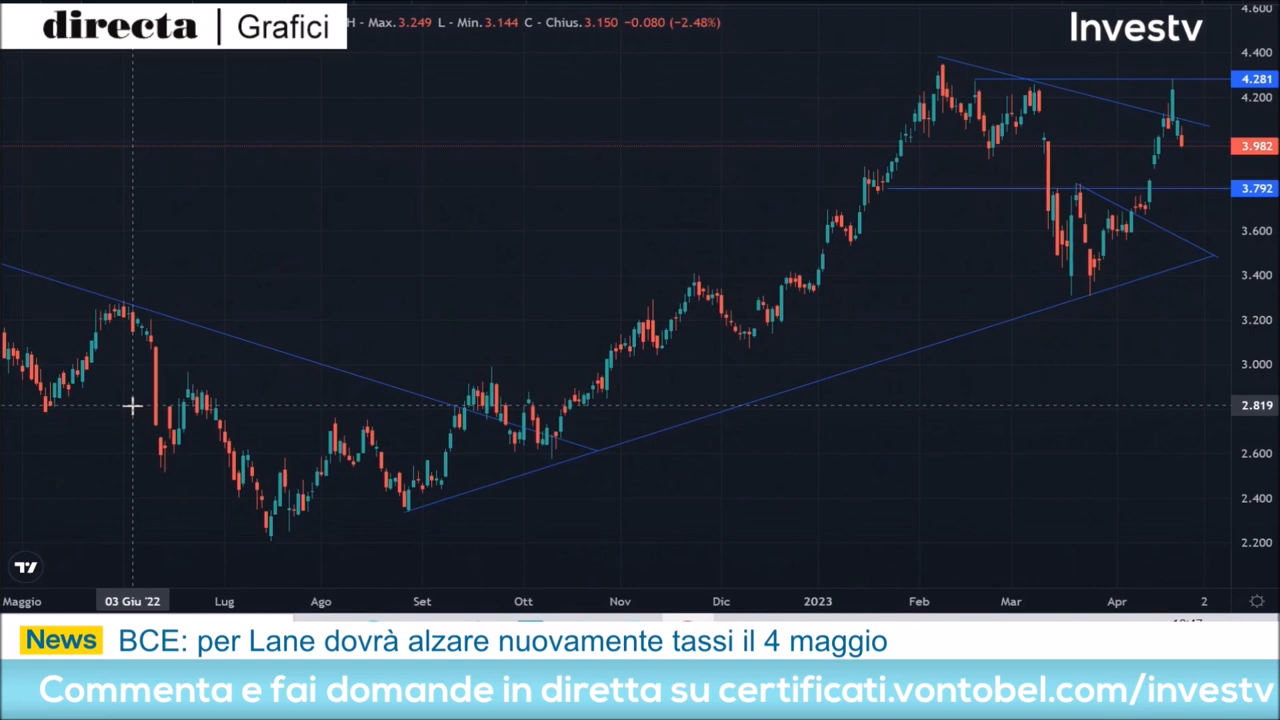 directa | Grafici
H - Max.3.249 L - Min.3.144 C - Chius.3.150 −0.080 (−2.48%)
Investv
4.600
4.400
4.281
4.200
3.982
3.792
3.600
3.400
3.200
3.000
2.819
2.600
2.400
2.200
Maggio 03 Giu '22 Lug Ago Set Ott Nov Dic 2023 Feb Mar Apr 2
News BCE: per Lane dovrà alzare nuovamente tassi il 4 maggio
Commenta e fai domande in diretta su certificati.vontobel.com/investv